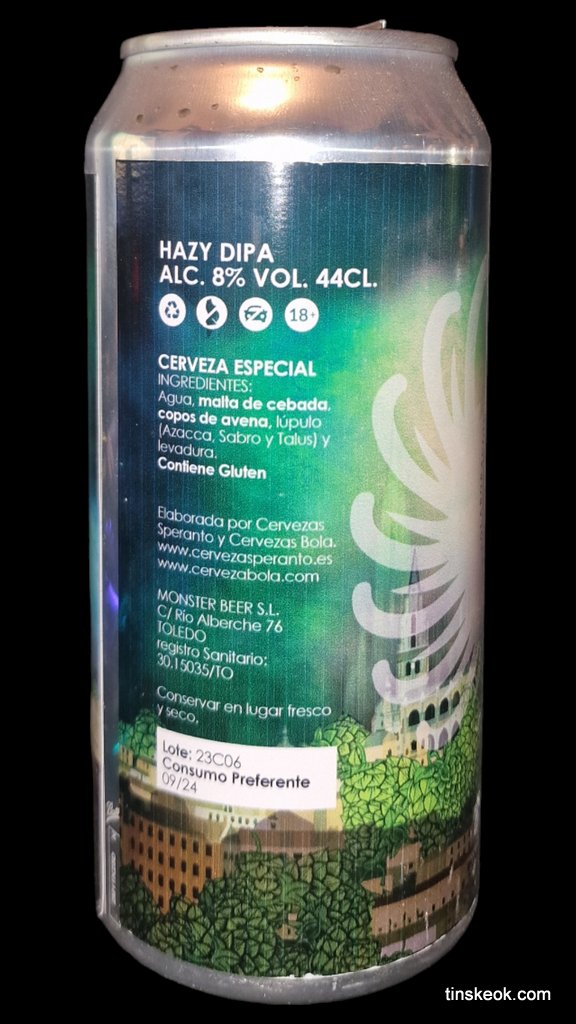 HAZY DIPA
ALC. 8% VOL. 44CL.
18+
CERVEZA ESPECIAL
INGREDIENTES:
Agua, malta de cebada,
copos de avena, lúpulo
(Azacca, Sabro y Talus) y
levadura.
Contiene Gluten
Elaborada por Cervezas
Speranto y Cervezas Bola.
www.cervezasperanto.es
www.cervezabola.com
MONSTER BEER S.L.
C/ Río Alberche 76
TOLEDO
registro Sanitario:
30.15035/TO
Conservar en lugar fresco
y seco.
Lote: 23C06
Consumo Preferente
09/24
tinskeok.com